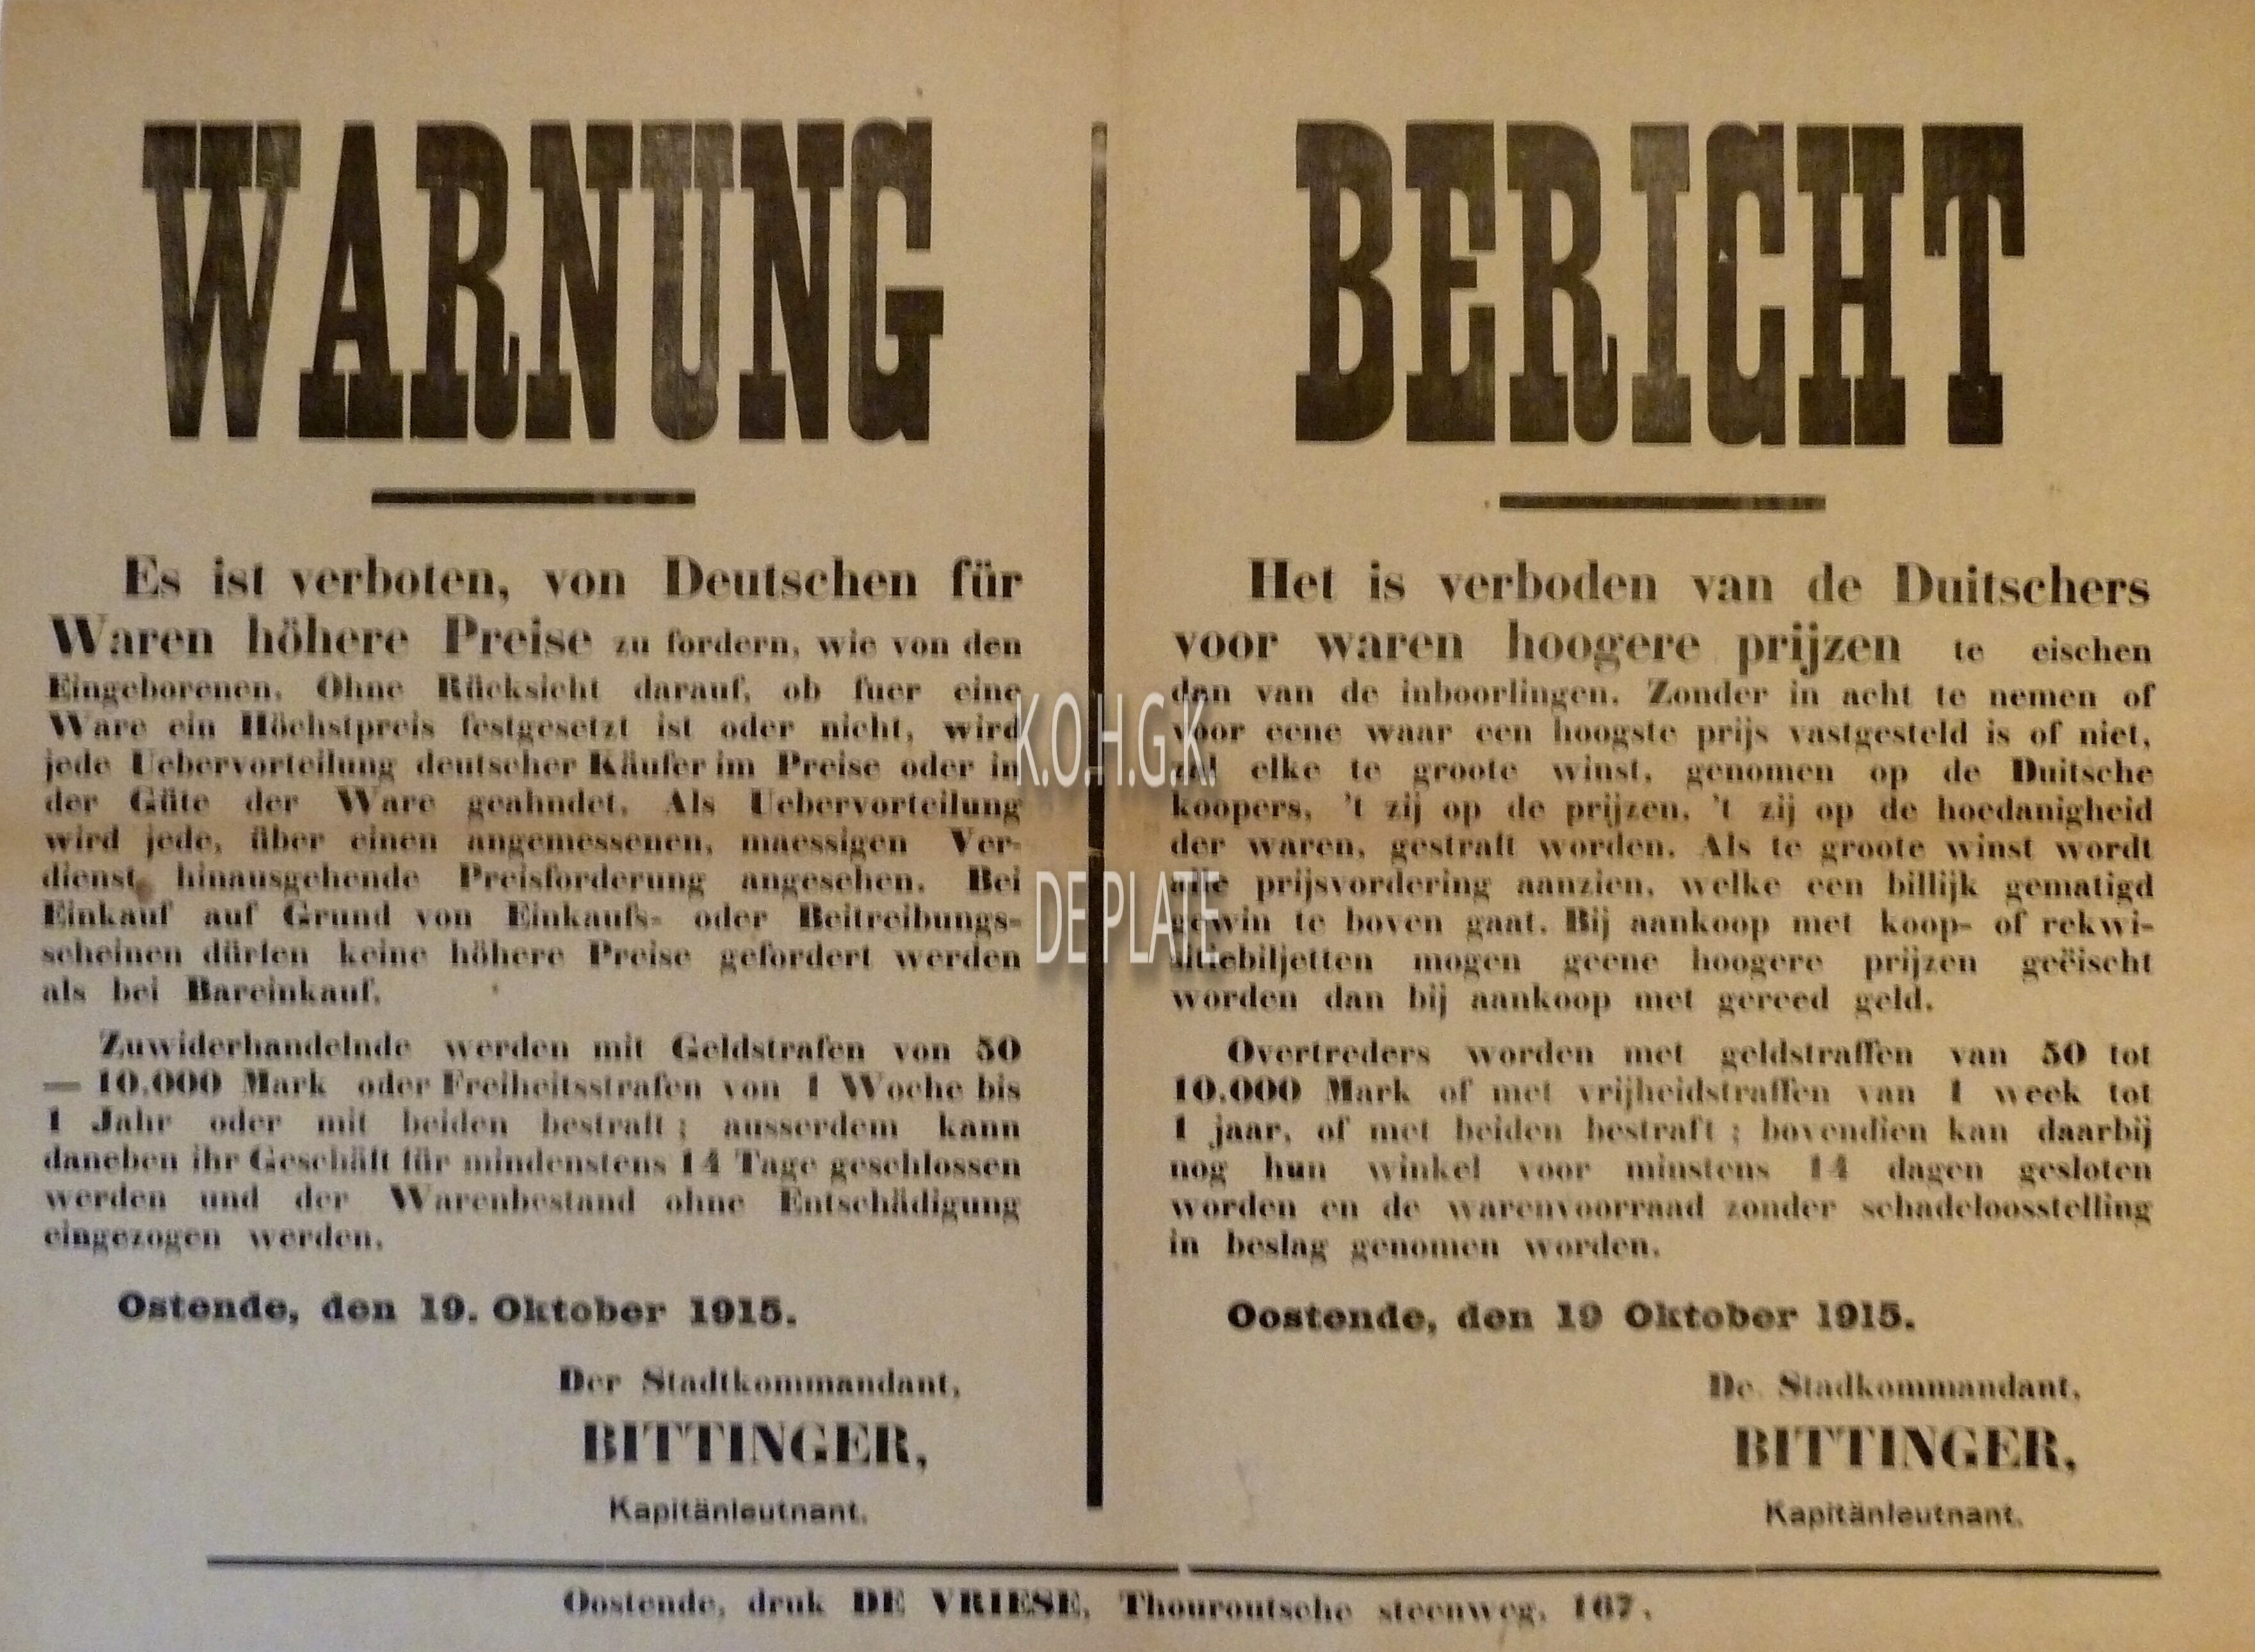 WARNUNG
Es ist verboten, von Deutschen für
Waren höhere Preise zu fordern, wie von den
Eingeborenen. Ohne Rücksicht darauf, ob fuer eine
Ware ein Höchstpreis festgesetzt ist oder nicht, wird
jede Uebervorteilung deutscher Käufer im Preise oder in
der Güte der Ware geahndet. Als Uebervorteilung
wird jede, über einen angemessenen, maessigen Ver-
dienst hinausgehende Preisforderung angesehen. Bei
Einkauf auf Grund von Einkaufs- oder Beitreibungs-
scheinen dürfen keine höhere Preise gefordert werden
als bei Bareinkauf.
Zuwiderhandelnde werden mit Geldstrafen von 50
— 10.000 Mark oder Freiheitsstrafen von 1 Woche bis
1 Jahr oder mit beiden bestraft ; ausserdem kann
daneben ihr Geschäft für mindenstens 14 Tage geschlossen
werden und der Warenbestand ohne Entschädigung
eingezogen werden.
Ostende, den 19. Oktober 1915.
Der Stadtkommandant,
BITTINGER,
Kapitänleutnant.
BERICHT
Het is verboden van de Duitschers
voor waren hoogere prijzen te eischen
dan van de inboorlingen. Zonder in acht te nemen of
voor eene waar een hoogste prijs vastgesteld is of niet,
zal elke te groote winst, genomen op de Duitsche
koopers, 't zij op de prijzen, 't zij op de hoedanigheid
der waren, gestraft worden. Als te groote winst wordt
alle prijsvordering aanzien, welke een billijk gematigd
gewin te boven gaat. Bij aankoop met koop- of rekwi-
sitiebiljetten mogen geene hoogere prijzen geëischt
worden dan bij aankoop met gereed geld.
Overtreders worden met geldstraffen van 50 tot
10.000 Mark of met vrijheidstraffen van 1 week tot
1 jaar, of met beiden bestraft ; bovendien kan daarbij
nog hun winkel voor minstens 14 dagen gesloten
worden en de warenvoorraad zonder schadeloosstelling
in beslag genomen worden.
Oostende, den 19 Oktober 1915.
De Stadkommandant,
BITTINGER,
Kapitänleutnant.
Oostende, druk DE VRIESE, Thouroutsche steenweg, 167.
K.O.H.G.K.
DE PLATE